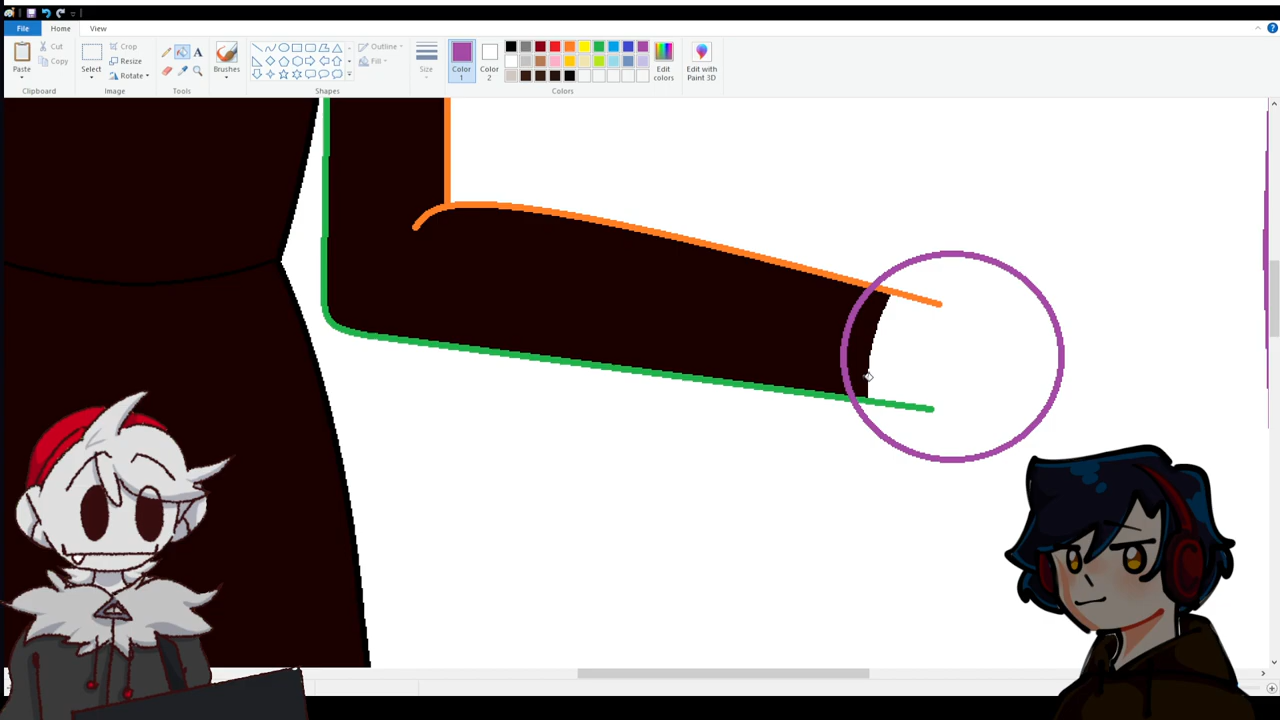 File Home View
Paste Cut Copy
Clipboard
Select Crop Resize Rotate
Image
A
Tools
Brushes
Outline Fill
Shapes
Size
Color 1
Color 2
Edit colors
Colors
Edit with Paint 3D